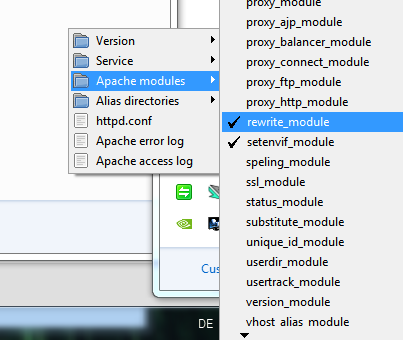 Version
Service
Apache modules
Alias directories
httpd.conf
Apache error log
Apache access log
proxy_module
proxy_ajp_module
proxy_balancer_module
proxy_connect_module
proxy_ftp_module
proxy_http_module
rewrite_module
setenvif_module
speling_module
ssl_module
status_module
substitute_module
unique_id_module
userdir_module
usertrack_module
version_module
vhost_alias_module
Cus
DE